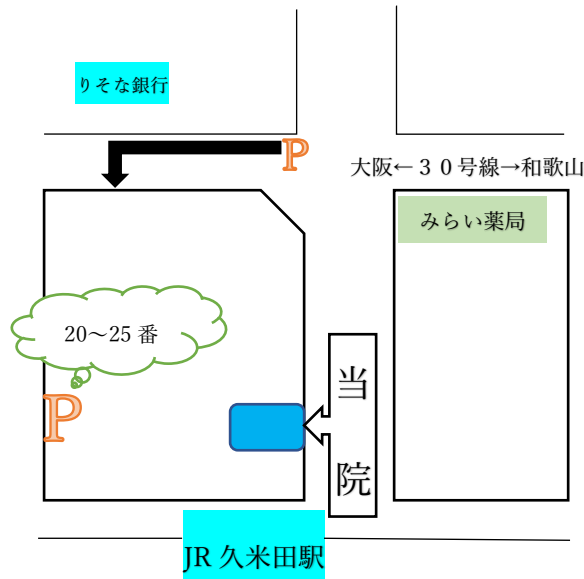 りそな銀行
P
大阪←３０号線→和歌山
みらい薬局
20～25 番
P
当
院
JR 久米田駅